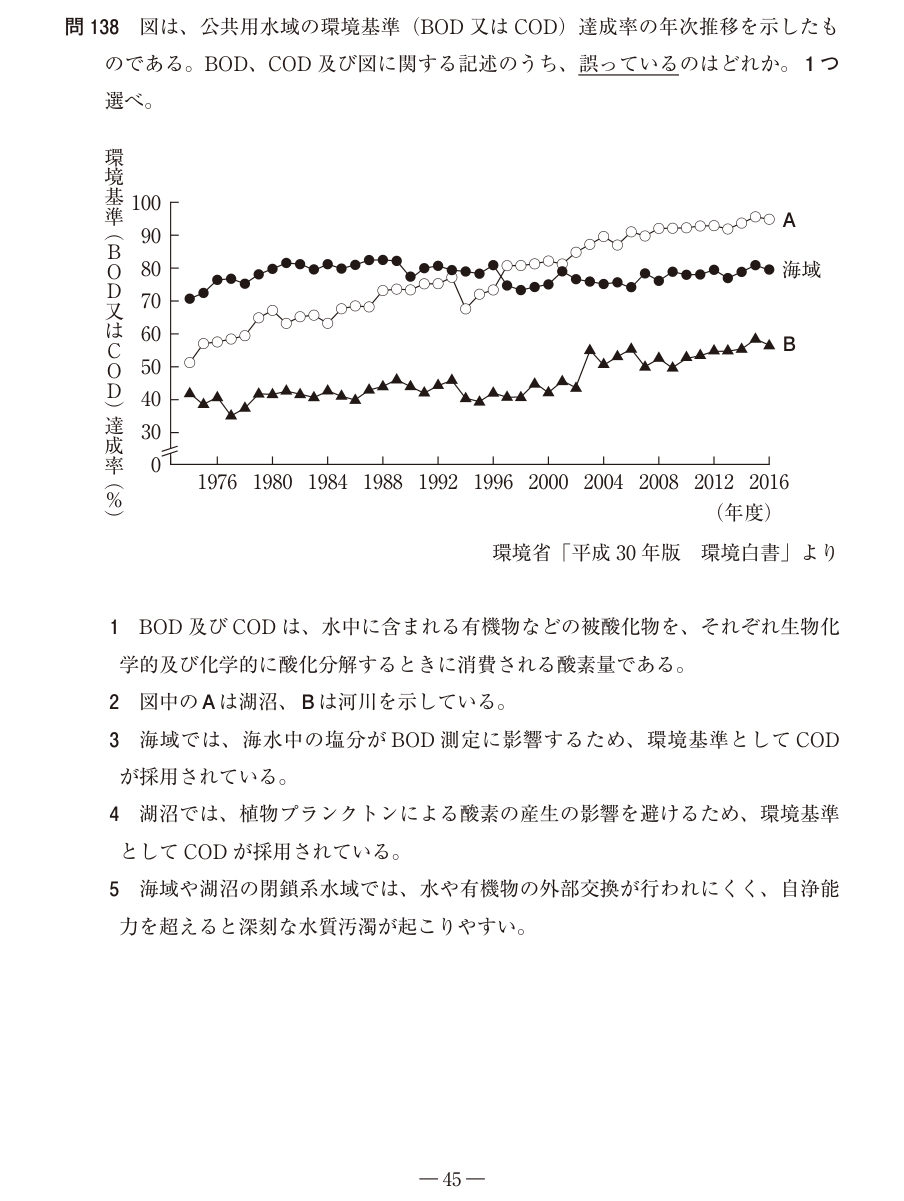 問 138 図は、公共用水域の環境基準（BOD 又は COD）達成率の年次推移を示したも
のである。BOD、COD 及び図に関する記述のうち、誤っているのはどれか。1つ
選べ。
環境基準（BOD又はCOD）達成率（%）
100
90
80
70
60
50
40
30
0
A
海域
B
1976 1980 1984 1988 1992 1996 2000 2004 2008 2012 2016
（年度）
環境省「平成 30 年版 環境白書」より
1 BOD 及び COD は、水中に含まれる有機物などの被酸化物を、それぞれ生物化
学的及び化学的に酸化分解するときに消費される酸素量である。
2 図中の A は湖沼、B は河川を示している。
3 海域では、海水中の塩分が BOD 測定に影響するため、環境基準として COD
が採用されている。
4 湖沼では、植物プランクトンによる酸素の産生の影響を避けるため、環境基準
として COD が採用されている。
5 海域や湖沼の閉鎖系水域では、水や有機物の外部交換が行われにくく、自浄能
力を超えると深刻な水質汚濁が起こりやすい。
— 45 —